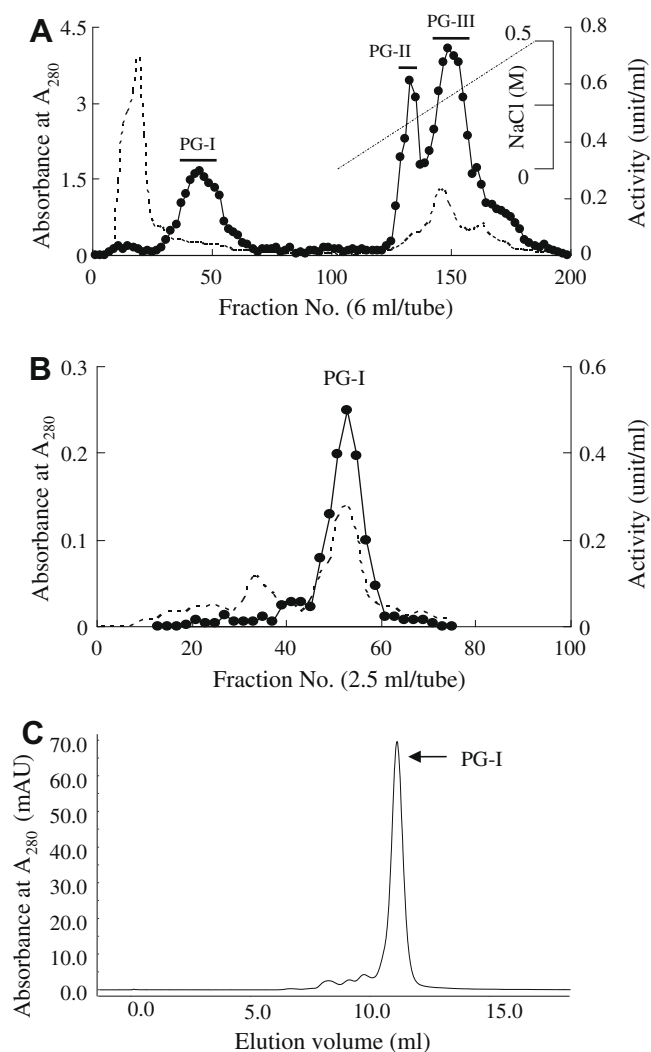 A
PG-I
PG-II
PG-III
4.5
3
1.5
0
Absorbance at A280
0.5
0
NaCl (M)
0.8
0.6
0.4
0.2
0
Activity (unit/ml)
0
50
100
150
200
Fraction No. (6 ml/tube)
B
PG-I
0.3
0.2
0.1
0
Absorbance at A280
0.6
0.4
0.2
0
Activity (unit/ml)
0
20
40
60
80
100
Fraction No. (2.5 ml/tube)
C
PG-I
70.0
60.0
50.0
40.0
30.0
20.0
10.0
0.0
Absorbance at A280 (mAU)
0.0
5.0
10.0
15.0
Elution volume (ml)